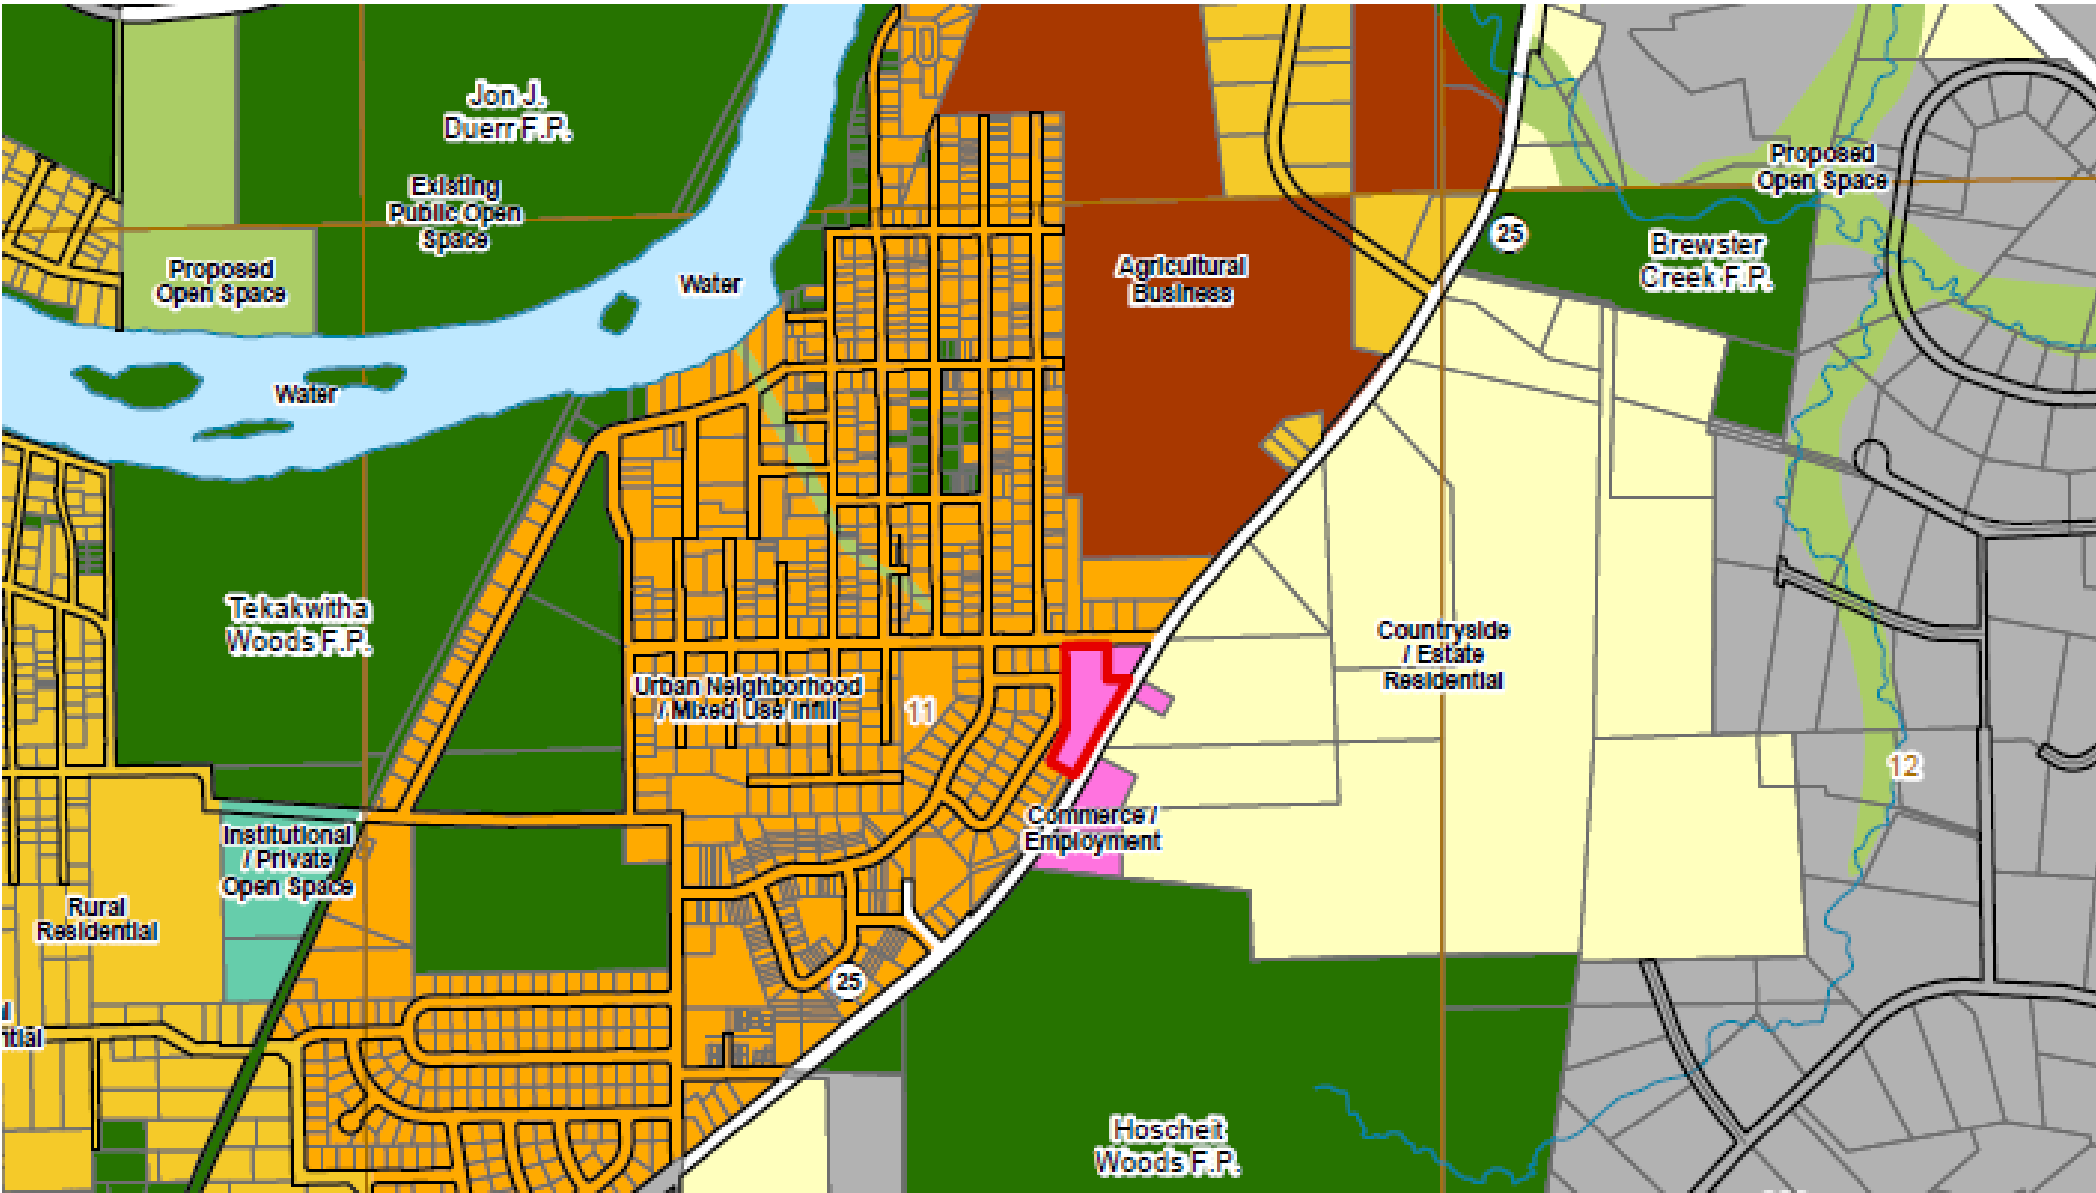 Jon J.
Duerr F.P.
Existing
Public Open
Space
Proposed
Open Space
Proposed
Open Space
25
Brewster
Creek F.P.
Water
Agricultural
Business
Water
Tekakwitha
Woods F.P.
Countryside
/ Estate
Residential
Urban Neighborhood
/ Mixed Use Infill
11
12
Commerce /
Employment
Institutional
/ Private
Open Space
Rural
Residential
25
ntial
Hoscheit
Woods F.P.